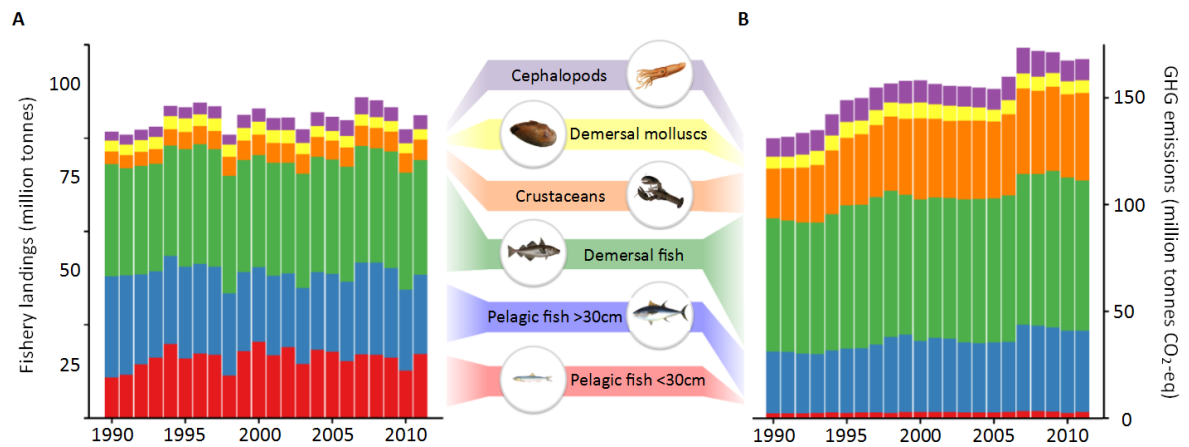 A
B
Fishery landings (million tonnes)
100
75
50
25
1990
1995
2000
2005
2010
Cephalopods
Demersal molluscs
Crustaceans
Demersal fish
Pelagic fish >30cm
Pelagic fish <30cm
GHG emissions (million tonnes CO₂-eq)
150
100
50
0
1990
1995
2000
2005
2010